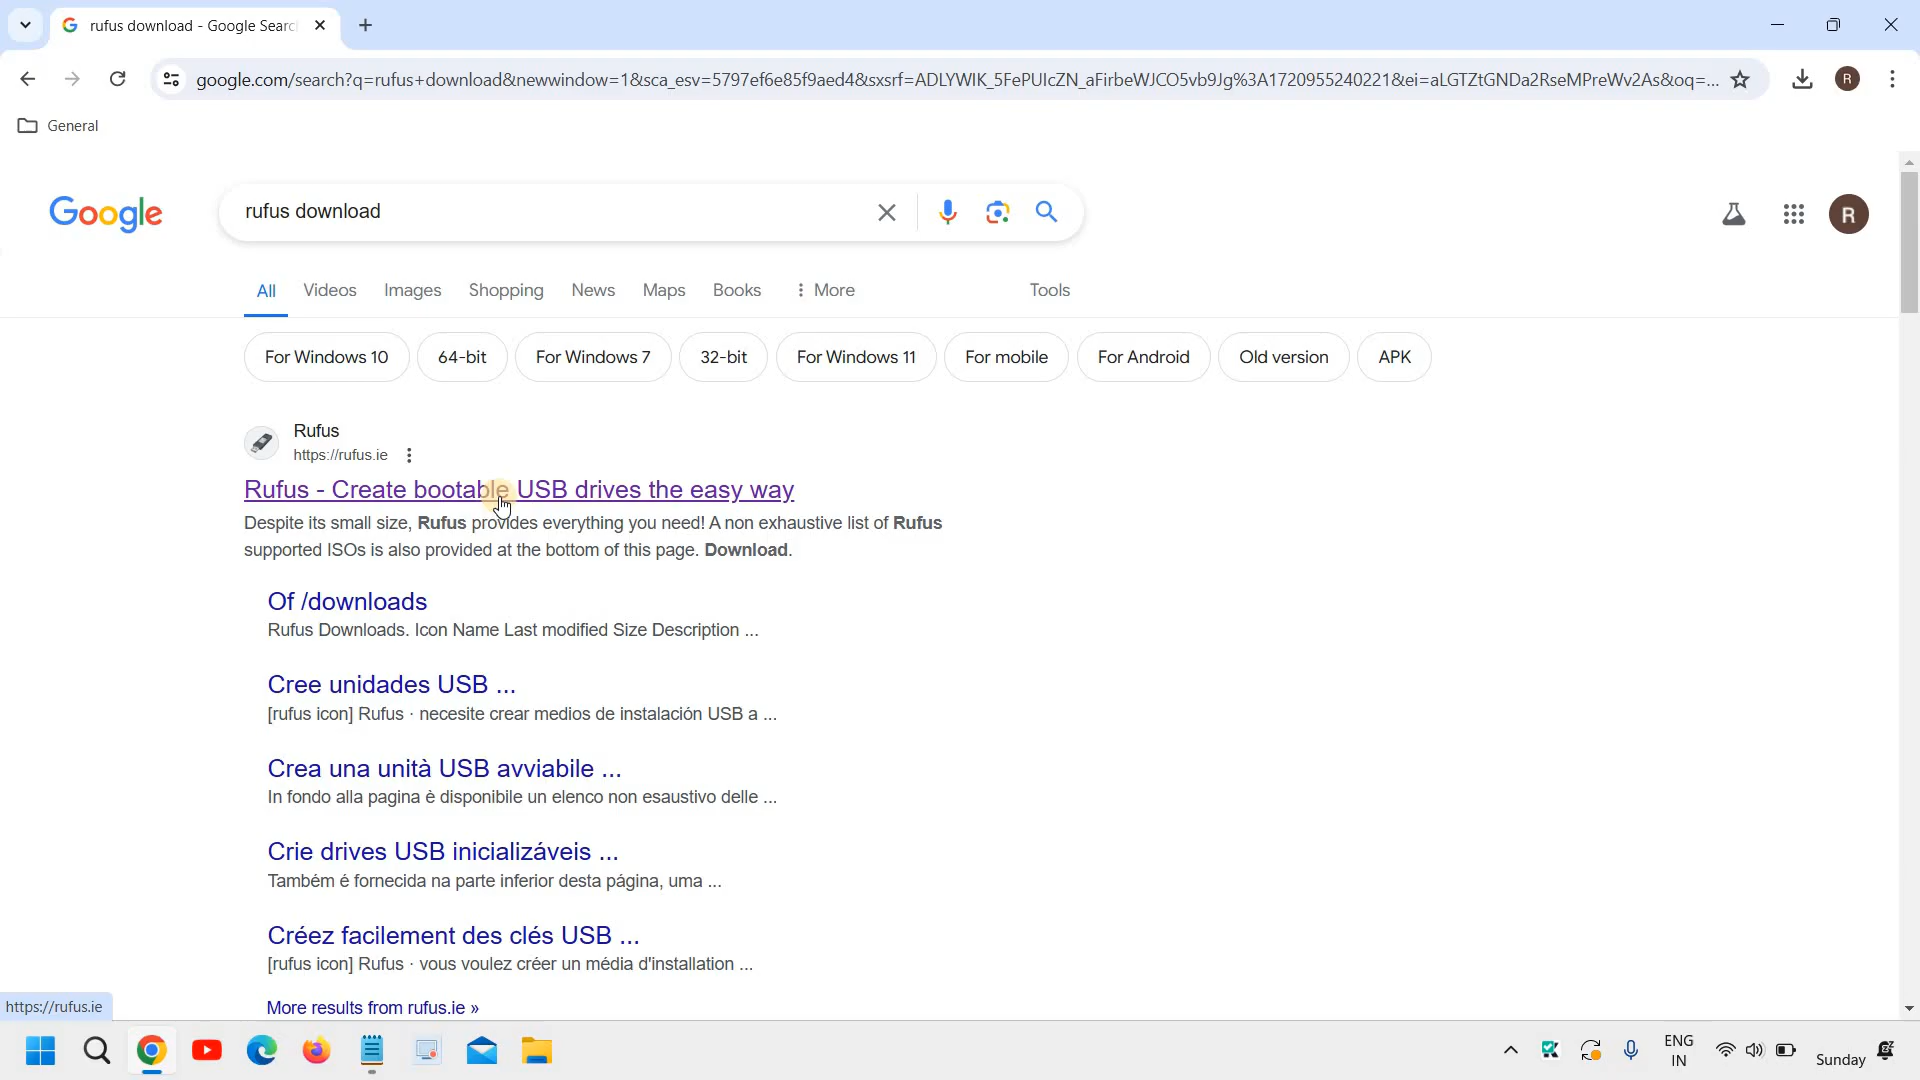 rufus download - Google Searc
google.com/search?q=rufus+download&newwindow=1&sca_esv=5797ef6e85f9aed4&sxsrf=ADLYWIK_5FePUIcZN_aFirbeWJCO5vb9Jg%3A1720955240221&ei=aLGTZtGNDa2RseMPreWv2As&oq=...
R
General
Google
rufus download
R
All Videos Images Shopping News Maps Books More Tools
For Windows 10 64-bit For Windows 7 32-bit For Windows 11 For mobile For Android Old version APK
Rufus
https://rufus.ie
Rufus - Create bootable USB drives the easy way
Despite its small size, Rufus provides everything you need! A non exhaustive list of Rufus
supported ISOs is also provided at the bottom of this page. Download.
Of /downloads
Rufus Downloads. Icon Name Last modified Size Description ...
Cree unidades USB ...
[rufus icon] Rufus · necesite crear medios de instalación USB a ...
Crea una unità USB avviabile ...
In fondo alla pagina è disponibile un elenco non esaustivo delle ...
Crie drives USB inicializáveis ...
Também é fornecida na parte inferior desta página, uma ...
Créez facilement des clés USB ...
[rufus icon] Rufus · vous voulez créer un média d'installation ...
https://rufus.ie
More results from rufus.ie »
ENG
IN
Sunday